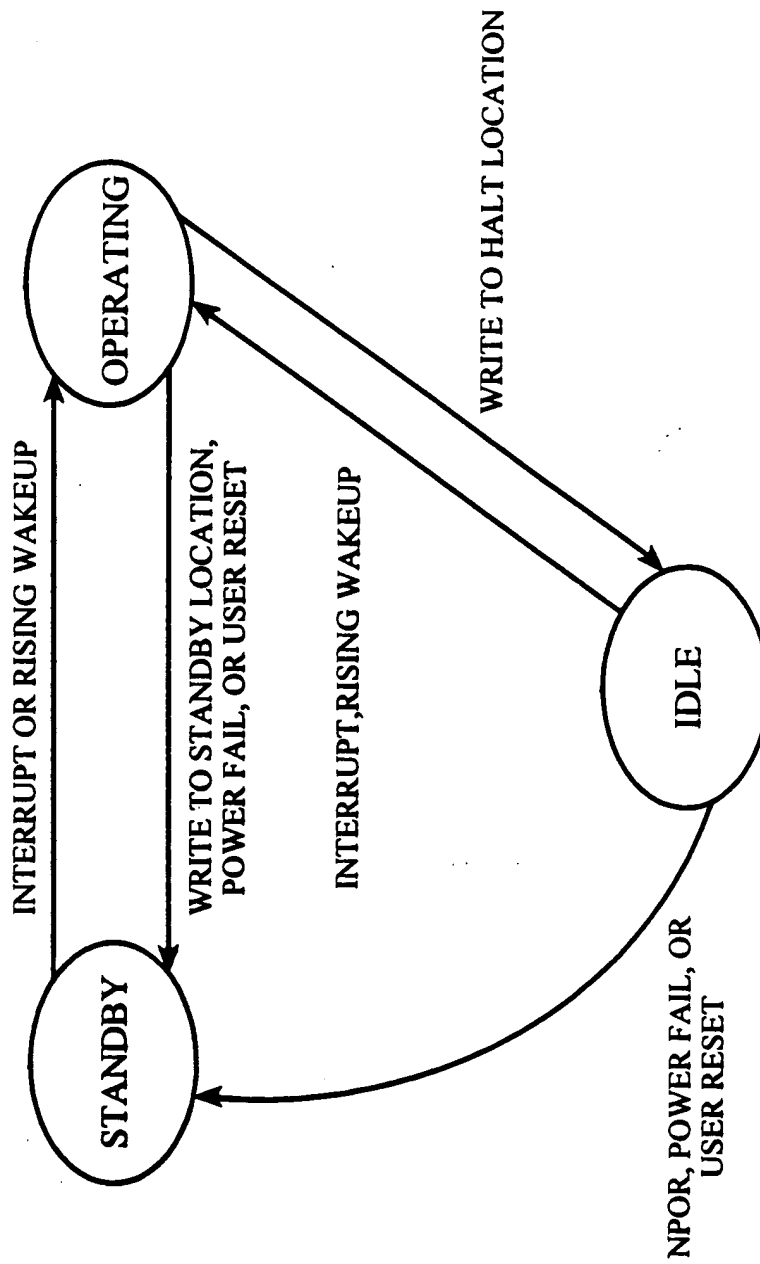 INTERRUPT OR RISING WAKEUP
STANDBY
OPERATING
WRITE TO STANDBY LOCATION,
POWER FAIL, OR USER RESET
INTERRUPT,RISING WAKEUP
WRITE TO HALT LOCATION
IDLE
NPOR, POWER FAIL, OR
USER RESET